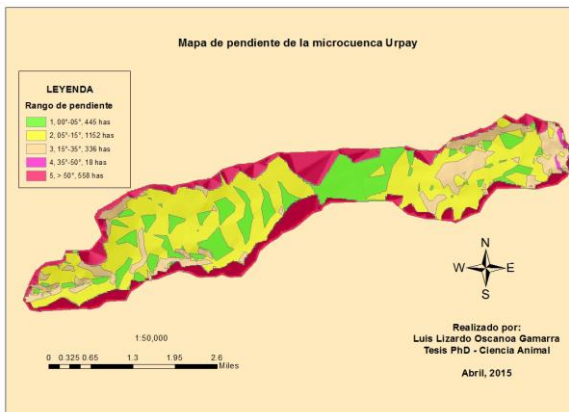 Mapa de pendiente de la microcuenca Urpay
LEYENDA
Rango de pendiente
1, 00°-05°, 445 has
2, 05°-15°, 1152 has
3, 15°-35°, 336 has
4, 35°-50°, 18 has
5, > 50°, 558 has
N
W E
S
1:50,000
0 0.325 0.65 1.3 1.95 2.6
Miles
Realizado por:
Luis Lizardo Oscanoa Gamarra
Tesis PhD - Ciencia Animal
Abril, 2015